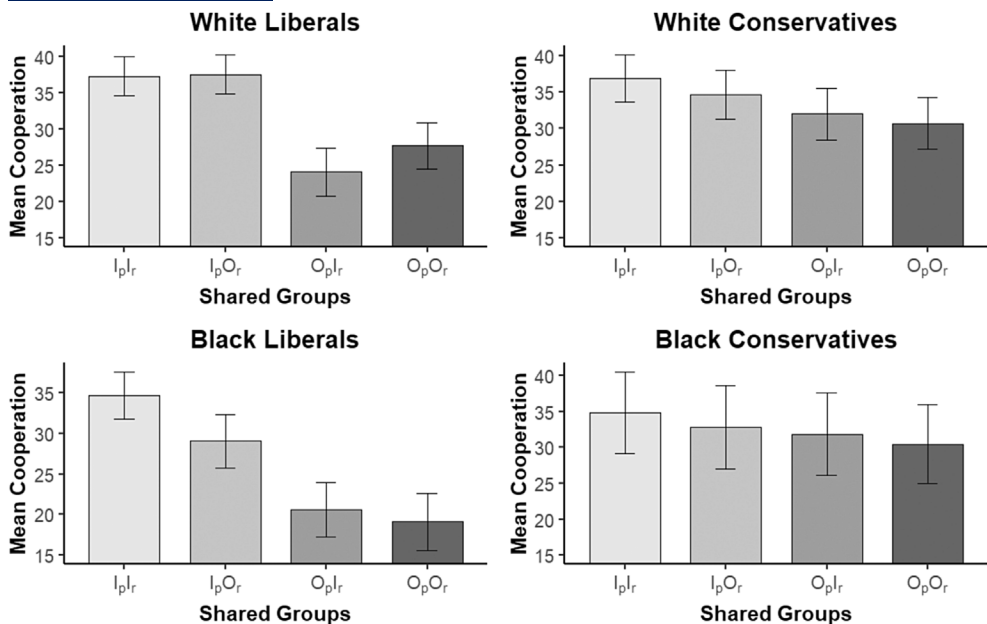 White Liberals
Mean Cooperation
40
35
30
25
20
15
IpIr
IpOr
OpIr
OpOr
Shared Groups
White Conservatives
Mean Cooperation
40
35
30
25
20
15
IpIr
IpOr
OpIr
OpOr
Shared Groups
Black Liberals
Mean Cooperation
35
30
25
20
15
IpIr
IpOr
OpIr
OpOr
Shared Groups
Black Conservatives
Mean Cooperation
40
35
30
25
20
15
IpIr
IpOr
OpIr
OpOr
Shared Groups